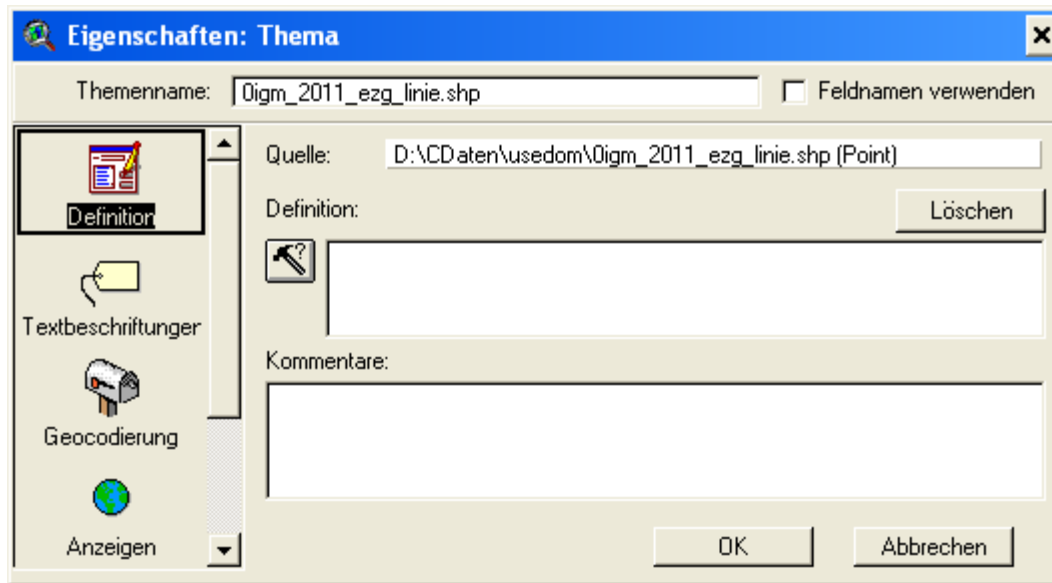 Eigenschaften: Thema
Themenname: 0igm_2011_ezg_linie.shp Feldnamen verwenden
Definition
Textbeschriftunger
Geocodierung
Anzeigen
Quelle: D:\CDaten\usedom\0igm_2011_ezg_linie.shp (Point)
Definition: Löschen
?
Kommentare:
OK Abbrechen